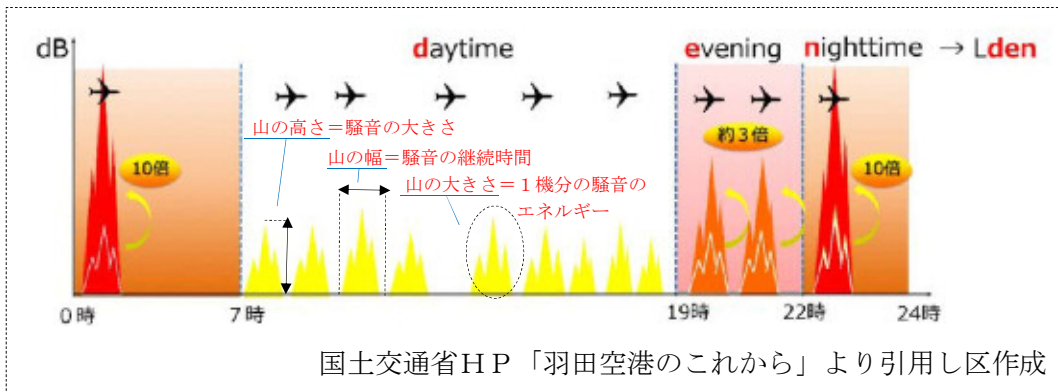 dB
daytime
evening
nighttime → Lden
山の高さ＝騒音の大きさ
10倍
山の幅＝騒音の継続時間
山の大きさ＝１機分の騒音の
エネルギー
約３倍
10倍
0時
7時
19時
22時
24時
国土交通省ＨＰ「羽田空港のこれから」より引用し区作成